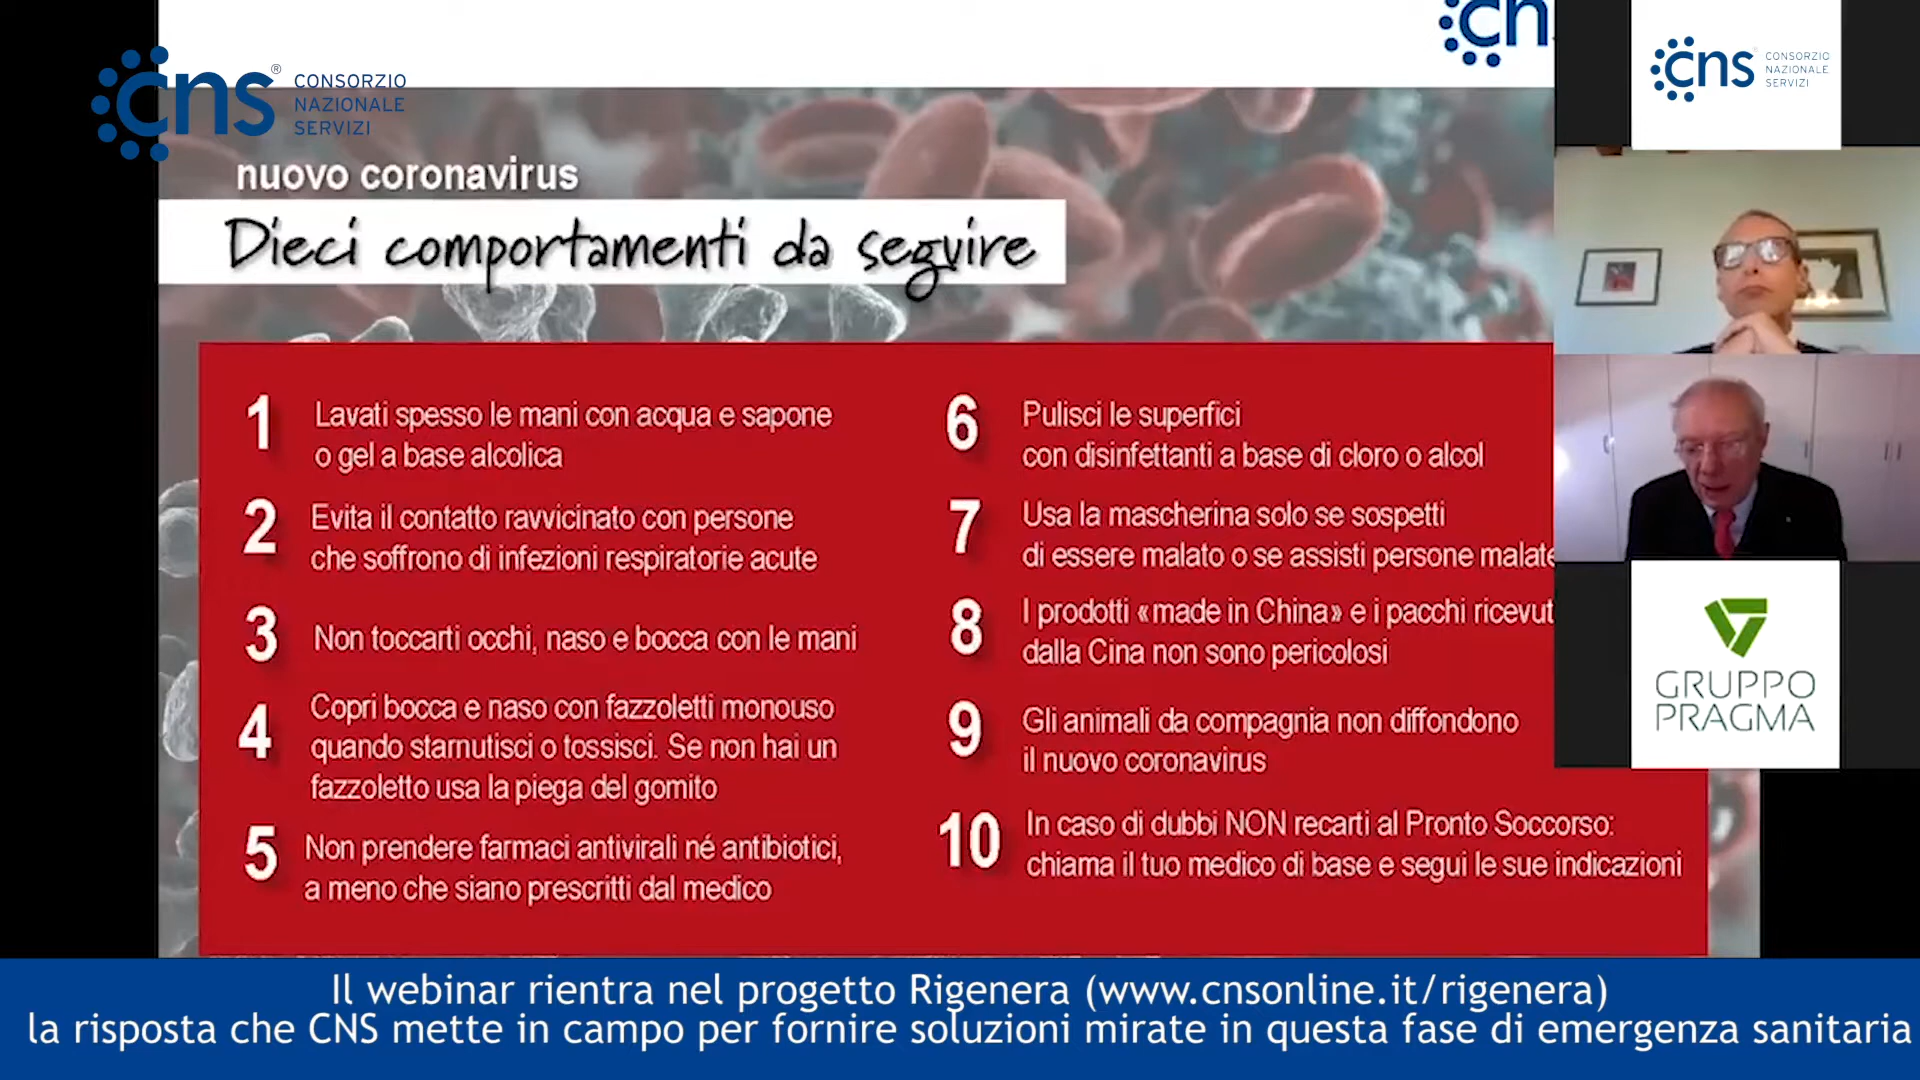 cns
cns® CONSORZIO
NAZIONALE
SERVIZI
cns CONSORZIO
NAZIONALE
SERVIZI
nuovo coronavirus
Dieci comportamenti da seguire
1 Lavati spesso le mani con acqua e sapone
o gel a base alcolica
2 Evita il contatto ravvicinato con persone
che soffrono di infezioni respiratorie acute
3 Non toccarti occhi, naso e bocca con le mani
4 Copri bocca e naso con fazzoletti monouso
quando starnutisci o tossisci. Se non hai un
fazzoletto usa la piega del gomito
5 Non prendere farmaci antivirali né antibiotici,
a meno che siano prescritti dal medico
6 Pulisci le superfici
con disinfettanti a base di cloro o alcol
7 Usa la mascherina solo se sospetti
di essere malato o se assisti persone malate
8 I prodotti «made in China» e i pacchi ricevut
dalla Cina non sono pericolosi
9 Gli animali da compagnia non diffondono
il nuovo coronavirus
10 In caso di dubbi NON recarti al Pronto Soccorso:
chiama il tuo medico di base e segui le sue indicazioni
GRUPPO
PRAGMA
Il webinar rientra nel progetto Rigenera (www.cnsonline.it/rigenera)
la risposta che CNS mette in campo per fornire soluzioni mirate in questa fase di emergenza sanitaria